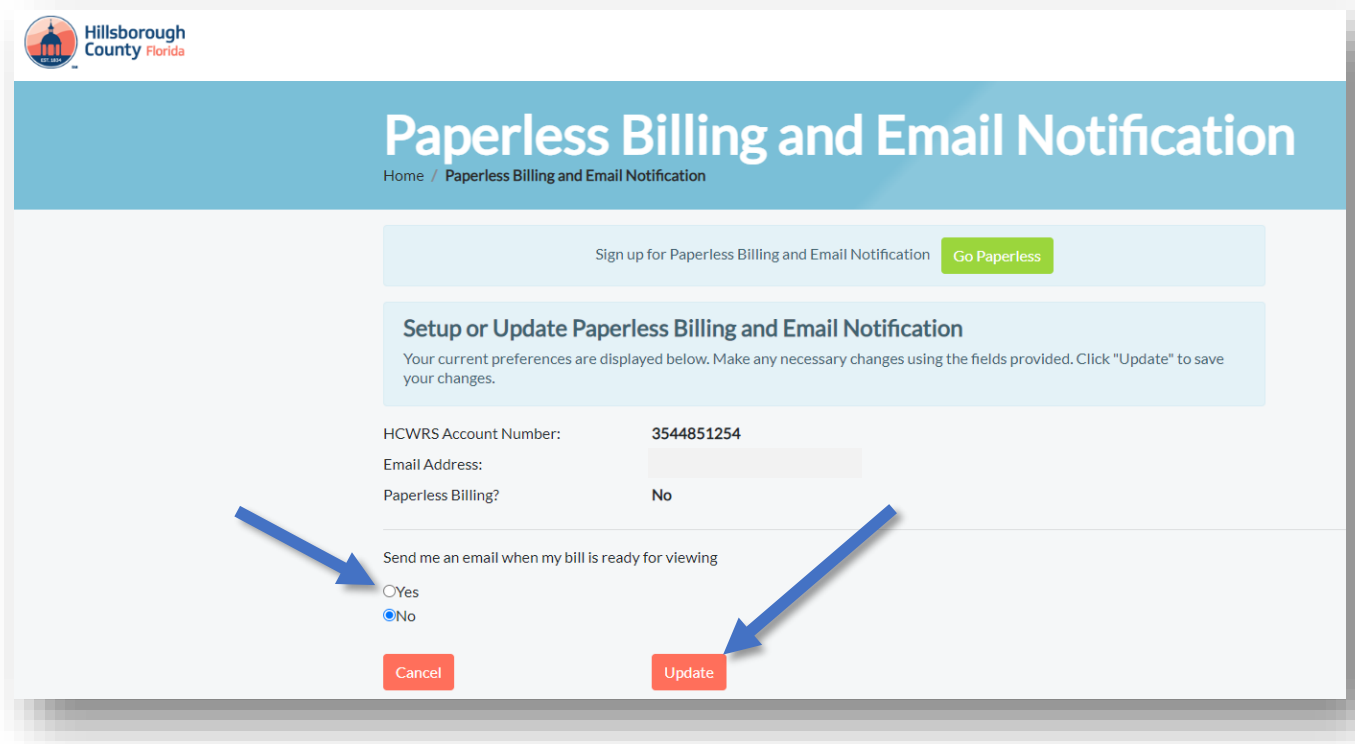 Hillsborough
County Florida
EST. 1834
SM
Paperless Billing and Email Notification
Home / Paperless Billing and Email Notification
Sign up for Paperless Billing and Email Notification Go Paperless
Setup or Update Paperless Billing and Email Notification
Your current preferences are displayed below. Make any necessary changes using the fields provided. Click "Update" to save
your changes.
HCWRS Account Number: 3544851254
Email Address:
Paperless Billing? No
Send me an email when my bill is ready for viewing
Yes
No
Cancel Update